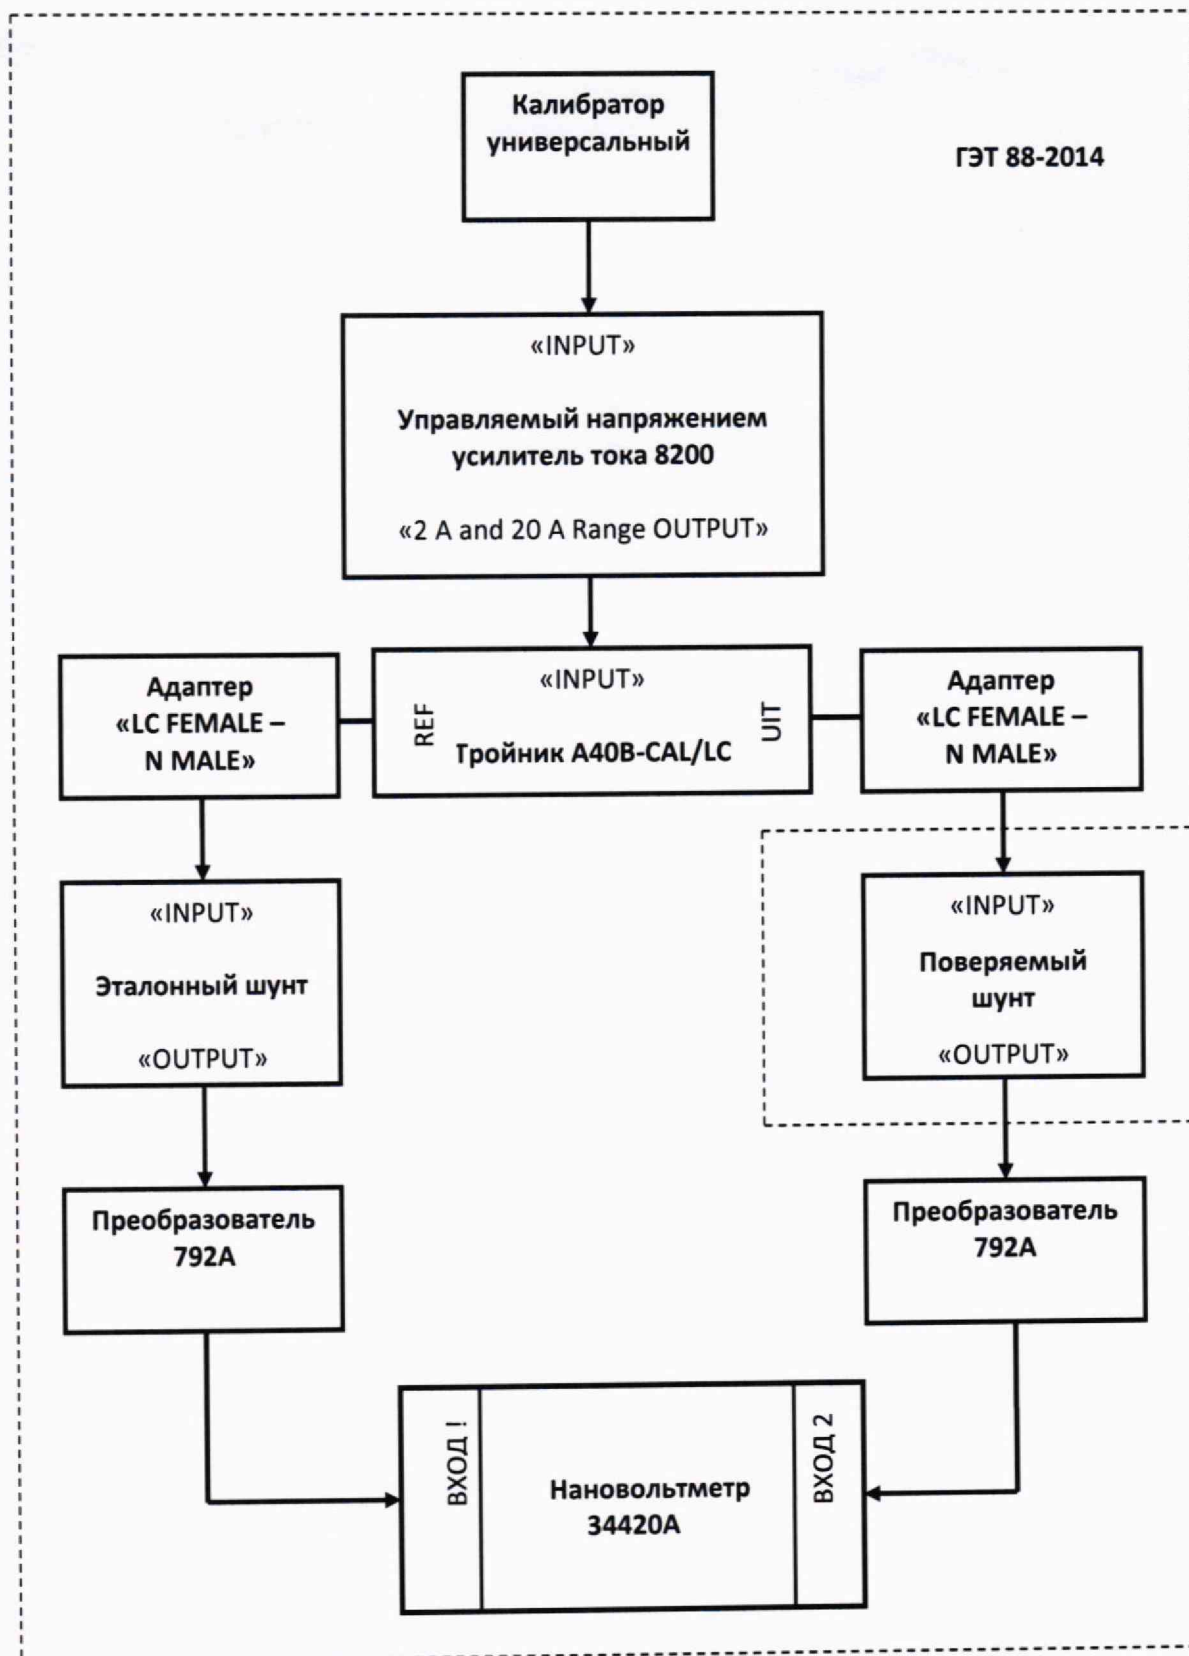 Калибратор
универсальный
ГЭТ 88-2014
«INPUT»
Управляемый напряжением
усилитель тока 8200
«2 A and 20 A Range OUTPUT»
Адаптер
«LC FEMALE –
N MALE»
REF
«INPUT»
Тройник A40B-CAL/LC
UIT
Адаптер
«LC FEMALE –
N MALE»
«INPUT»
Эталонный шунт
«OUTPUT»
«INPUT»
Поверяемый
шунт
«OUTPUT»
Преобразователь
792A
Преобразователь
792A
ВХОД !
Нановольтметр
34420A
ВХОД 2